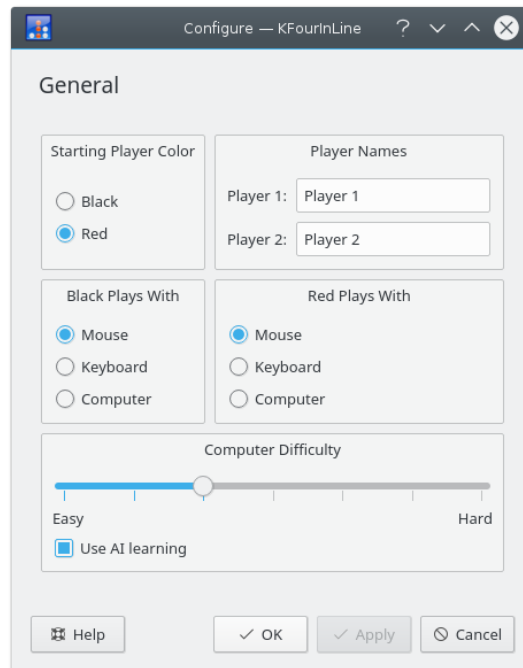 Configure — KFourInLine
General
Starting Player Color
Black
Red
Player Names
Player 1: Player 1
Player 2: Player 2
Black Plays With
Mouse
Keyboard
Computer
Red Plays With
Mouse
Keyboard
Computer
Computer Difficulty
Easy Hard
Use AI learning
Help OK Apply Cancel